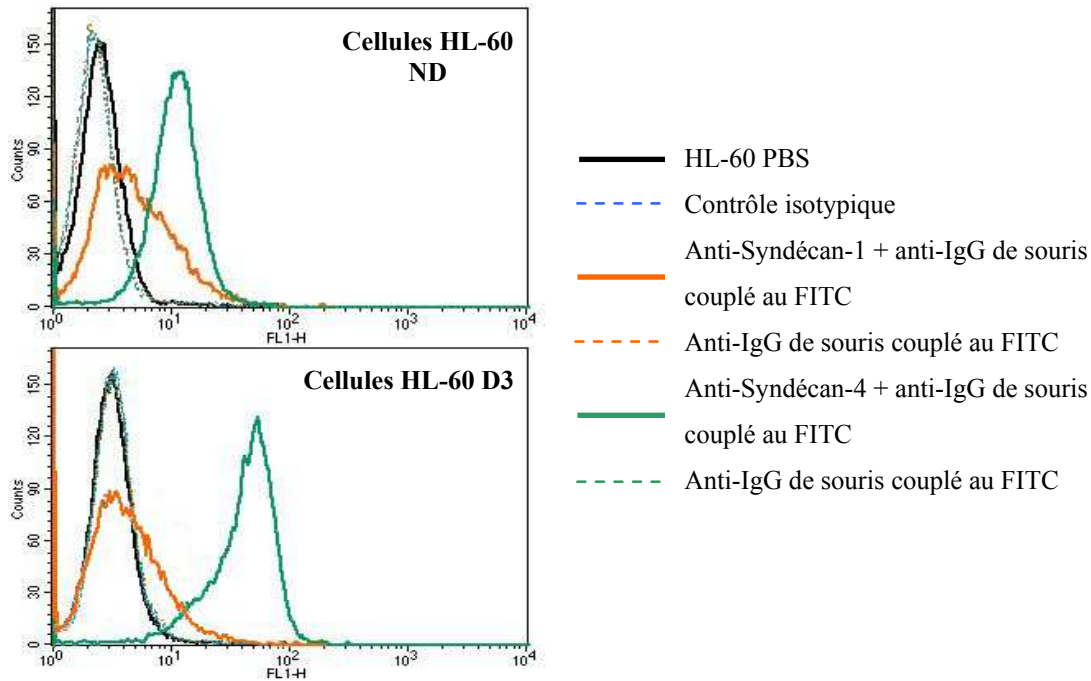 Cellules HL-60
ND
Counts
150
120
90
60
30
0
10^0
10^1
10^2
10^3
10^4
FL1-H
Cellules HL-60 D3
Counts
150
120
90
60
30
0
10^0
10^1
10^2
10^3
10^4
FL1-H
HL-60 PBS
Contrôle isotypique
Anti-Syndécan-1 + anti-IgG de souris
couplé au FITC
Anti-IgG de souris couplé au FITC
Anti-Syndécan-4 + anti-IgG de souris
couplé au FITC
Anti-IgG de souris couplé au FITC